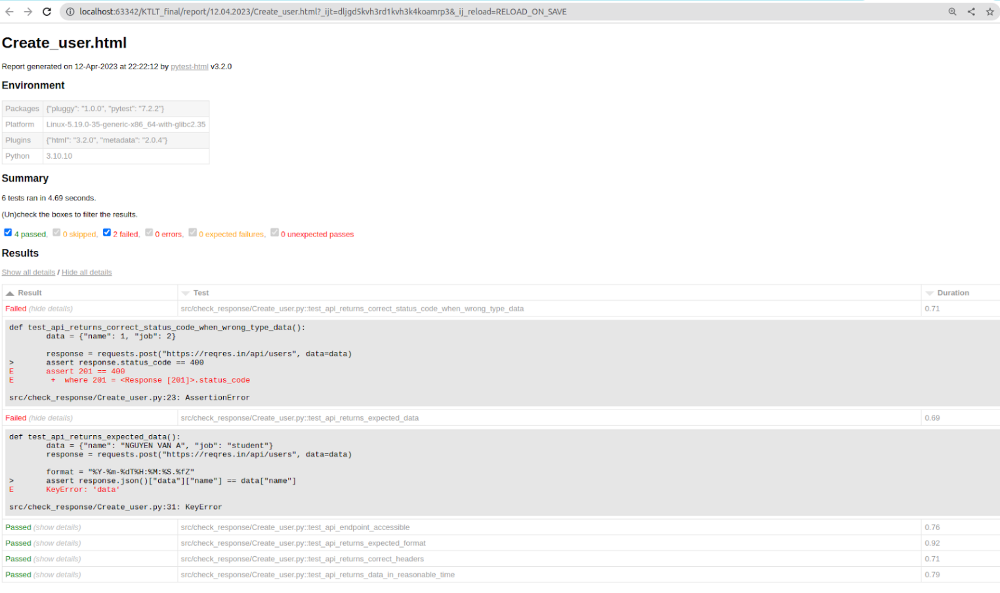 localhost:63342/KTLT_final/report/12.04.2023/Create_user.html?_ijt=dljgd5kvh3rd1kvh3k4koamrp3&_ij_reload=RELOAD_ON_SAVE
Create_user.html
Report generated on 12-Apr-2023 at 22:22:12 by pytest-html v3.2.0
Environment
Packages {"pluggy": "1.0.0", "pytest": "7.2.2"}
Platform Linux-5.19.0-35-generic-x86_64-with-glibc2.35
Plugins {"html": "3.2.0", "metadata": "2.0.4"}
Python 3.10.10
Summary
6 tests ran in 4.69 seconds.
(Un)check the boxes to filter the results.
4 passed, 0 skipped, 2 failed, 0 errors, 0 expected failures, 0 unexpected passes
Results
Show all details / Hide all details
Result Test Duration
Failed (hide details) src/check_response/Create_user.py::test_api_returns_correct_status_code_when_wrong_type_data 0.71
def test_api_returns_correct_status_code_when_wrong_type_data():
data = {"name": 1, "job": 2}
response = requests.post("https://reqres.in/api/users", data=data)
> assert response.status_code == 400
E assert 201 == 400
E + where 201 = <Response [201]>.status_code
src/check_response/Create_user.py:23: AssertionError
Failed (hide details) src/check_response/Create_user.py::test_api_returns_expected_data 0.69
def test_api_returns_expected_data():
data = {"name": "NGUYEN VAN A", "job": "student"}
response = requests.post("https://reqres.in/api/users", data=data)
format = "%Y-%m-%dT%H:%M:%S.%fZ"
> assert response.json()["data"]["name"] == data["name"]
E KeyError: 'data'
src/check_response/Create_user.py:31: KeyError
Passed (show details) src/check_response/Create_user.py::test_api_endpoint_accessible 0.76
Passed (show details) src/check_response/Create_user.py::test_api_returns_expected_format 0.92
Passed (show details) src/check_response/Create_user.py::test_api_returns_correct_headers 0.71
Passed (show details) src/check_response/Create_user.py::test_api_returns_data_in_reasonable_time 0.79